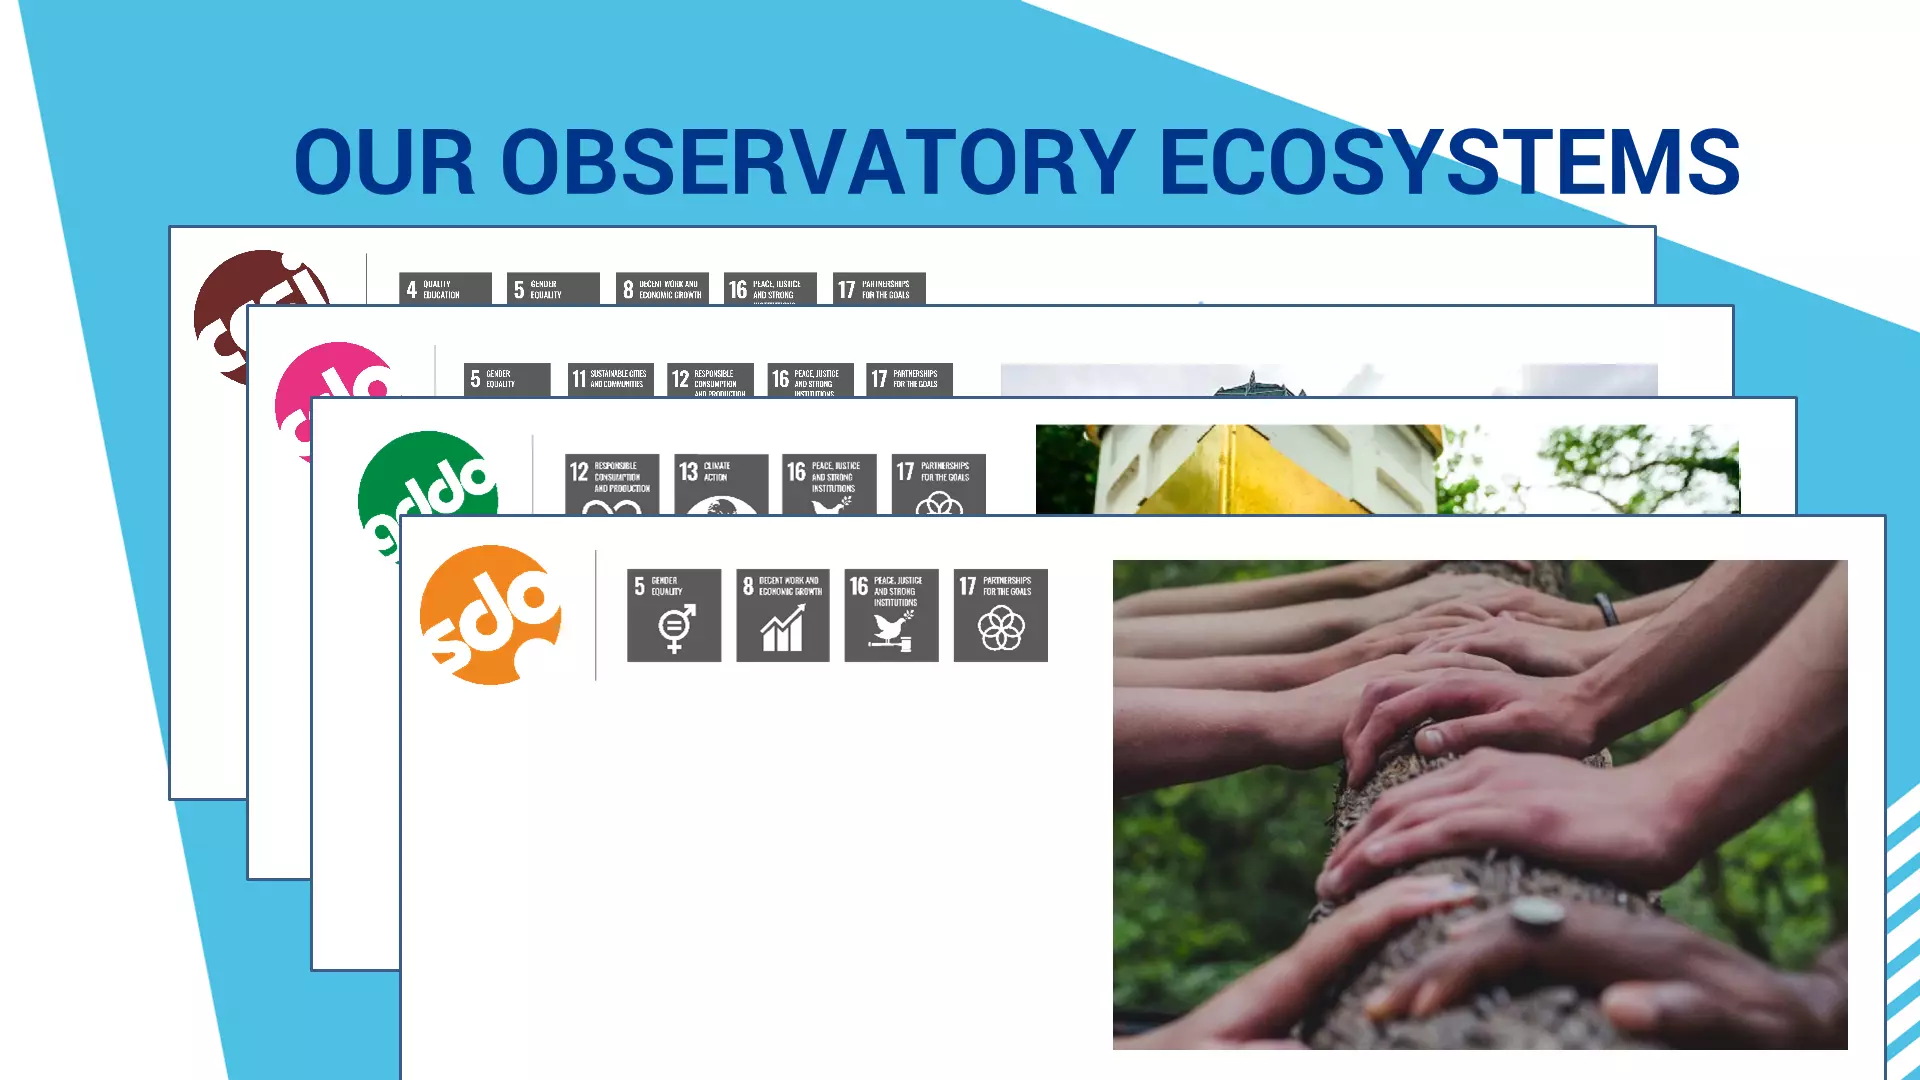 OUR OBSERVATORY ECOSYSTEMS
4 QUALITY
EDUCATION
5 GENDER
EQUALITY
8 DECENT WORK AND
ECONOMIC GROWTH
16 PEACE, JUSTICE
AND STRONG
17 PARTNERSHIPS
FOR THE GOALS
sdo
5 GENDER
EQUALITY
11 SUSTAINABLE CITIES
AND COMMUNITIES
12 RESPONSIBLE
CONSUMPTION
AND PRODUCTION
16 PEACE, JUSTICE
AND STRONG
INSTITUTIONS
17 PARTNERSHIPS
FOR THE GOALS
gddo
12 RESPONSIBLE
CONSUMPTION
AND PRODUCTION
13 CLIMATE
ACTION
16 PEACE, JUSTICE
AND STRONG
INSTITUTIONS
17 PARTNERSHIPS
FOR THE GOALS
sdo
5 GENDER
EQUALITY
8 DECENT WORK AND
ECONOMIC GROWTH
16 PEACE, JUSTICE
AND STRONG
INSTITUTIONS
17 PARTNERSHIPS
FOR THE GOALS